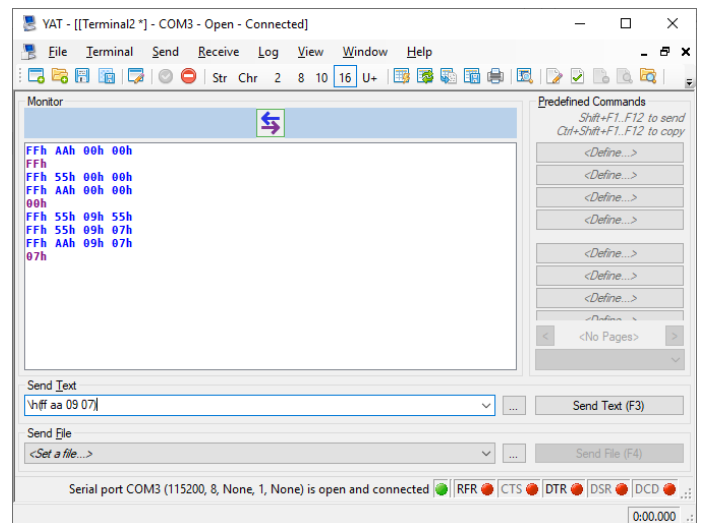 YAT - [[Terminal2 *] - COM3 - Open - Connected]
File Terminal Send Receive Log View Window Help
Str Chr 2 8 10 16 U+
Monitor
FFh AAh 00h 00h
FFh
FFh 55h 00h 00h
FFh AAh 00h 00h
00h
FFh 55h 09h 55h
FFh 55h 09h 07h
FFh AAh 09h 07h
07h
Predefined Commands
Shift+F1..F12 to send
Ctrl+Shift+F1..F12 to copy
<Define...>
<Define...>
<Define...>
<Define...>
<Define...>
<Define...>
<Define...>
<Define...>
< <No Pages> >
Send Text
\h(ff aa 09 07)
... Send Text (F3)
Send File
<Set a file...>
... Send File (F4)
Serial port COM3 (115200, 8, None, 1, None) is open and connected RFR CTS DTR DSR DCD
0:00.000